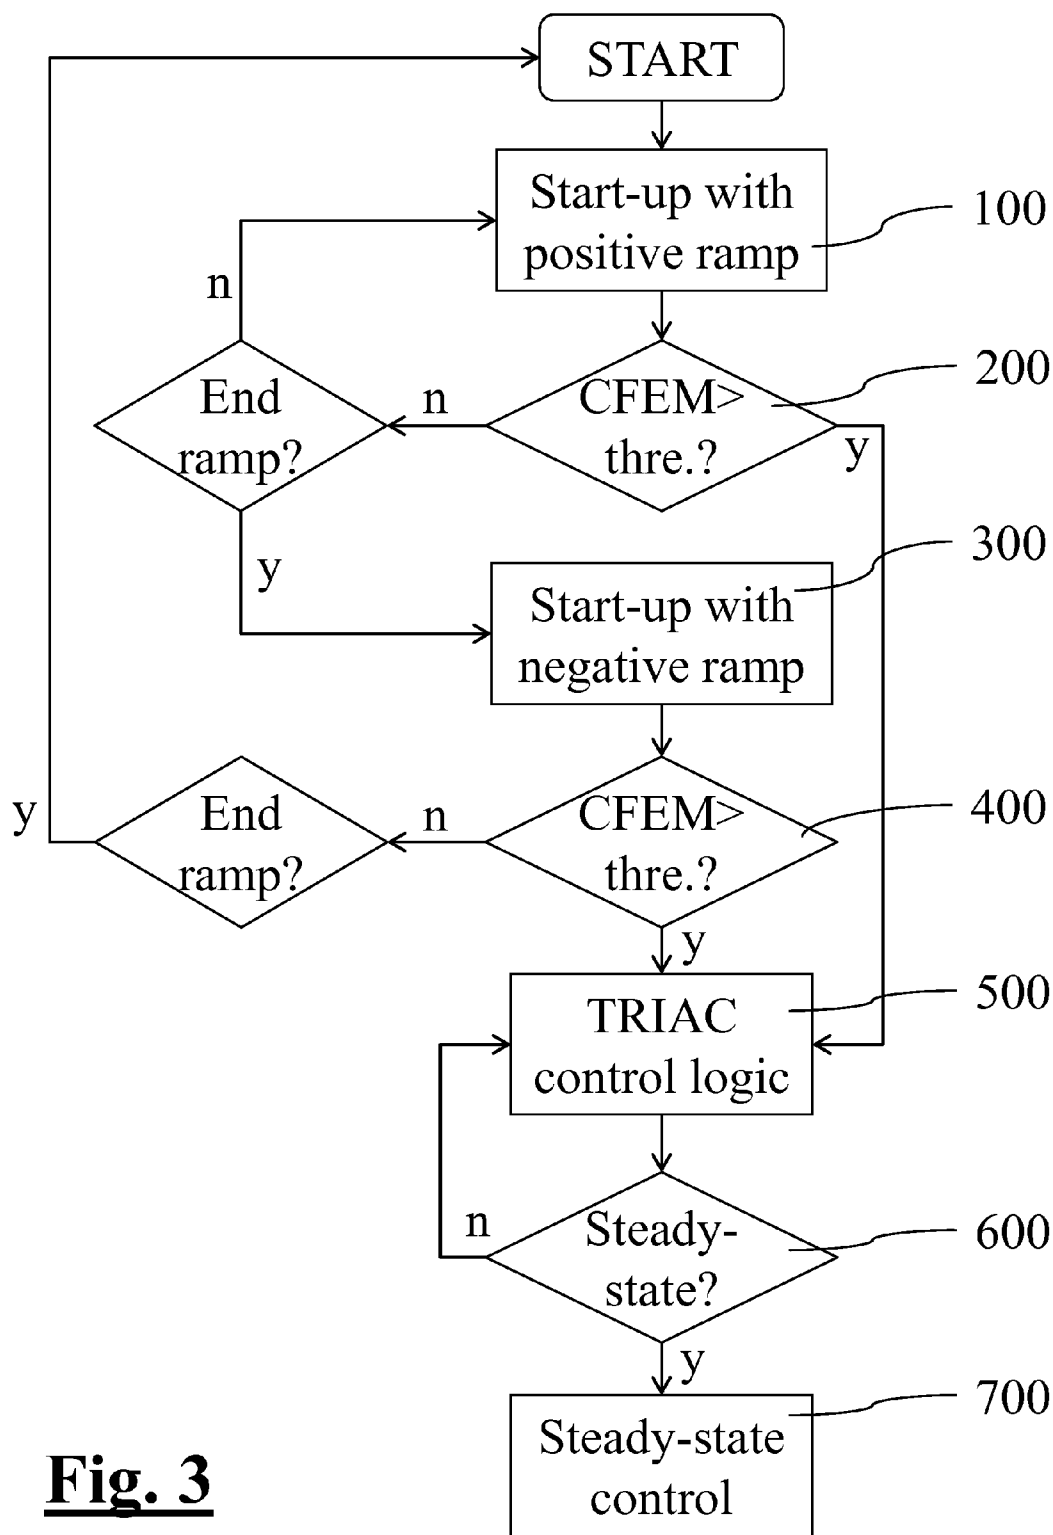 START
Start-up with
positive ramp
100
n
End
ramp?
n
CFEM>
thre.?
200
y
y
Start-up with
negative ramp
300
y
End
ramp?
n
CFEM>
thre.?
400
y
TRIAC
control logic
500
n
Steady-
state?
600
y
Steady-state
control
700
Fig. 3